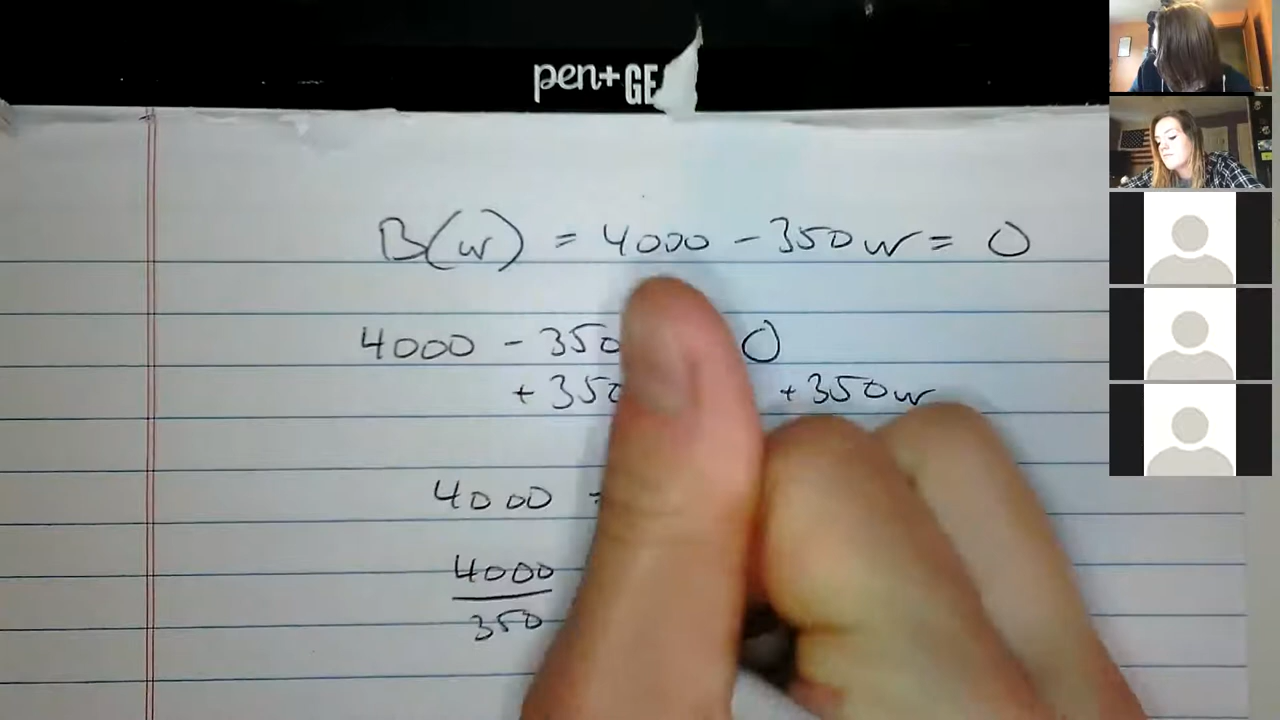 pen+GE
B(w) = 4000 - 350w = 0
4000 - 350 0
+ 350 + 350w
4000 =
4000
350